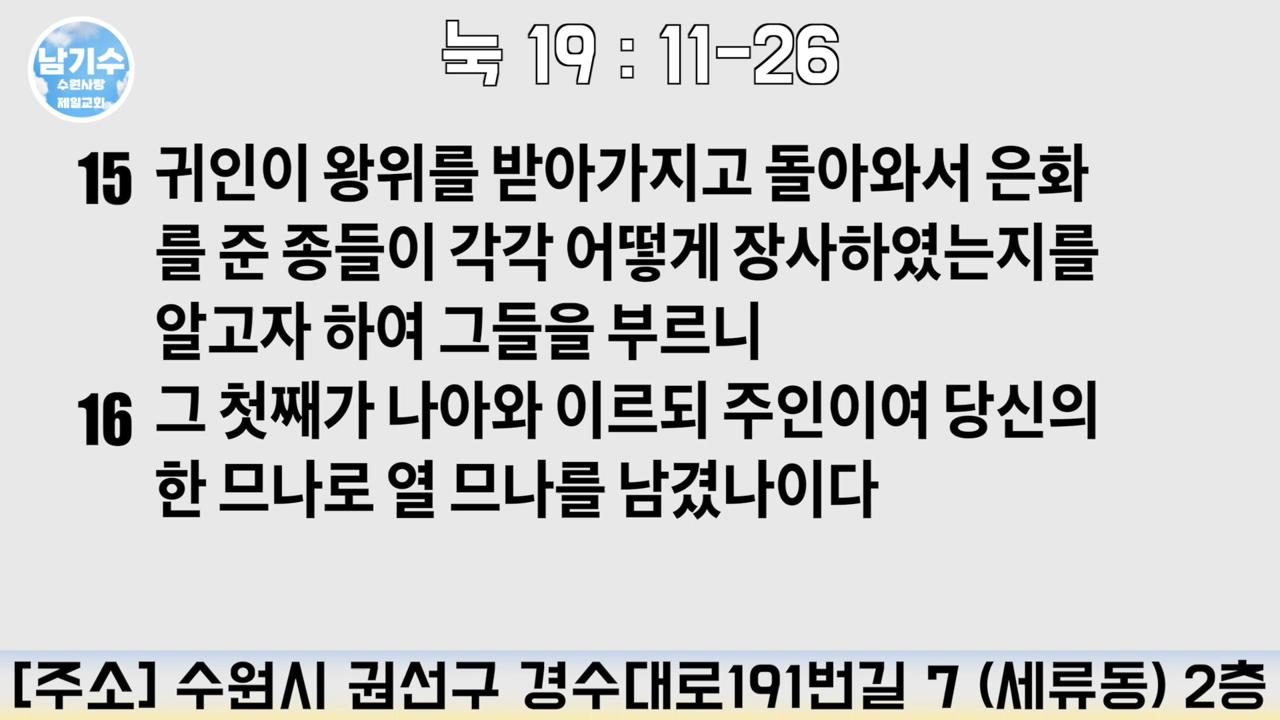 남기수
수원사랑
제일교회
눅 19 : 11-26
15 귀인이 왕위를 받아가지고 돌아와서 은화
를 준 종들이 각각 어떻게 장사하였는지를
알고자 하여 그들을 부르니
16 그 첫째가 나아와 이르되 주인이여 당신의
한 므나로 열 므나를 남겼나이다
[주소] 수원시 권선구 경수대로191번길 7 (세류동) 2층